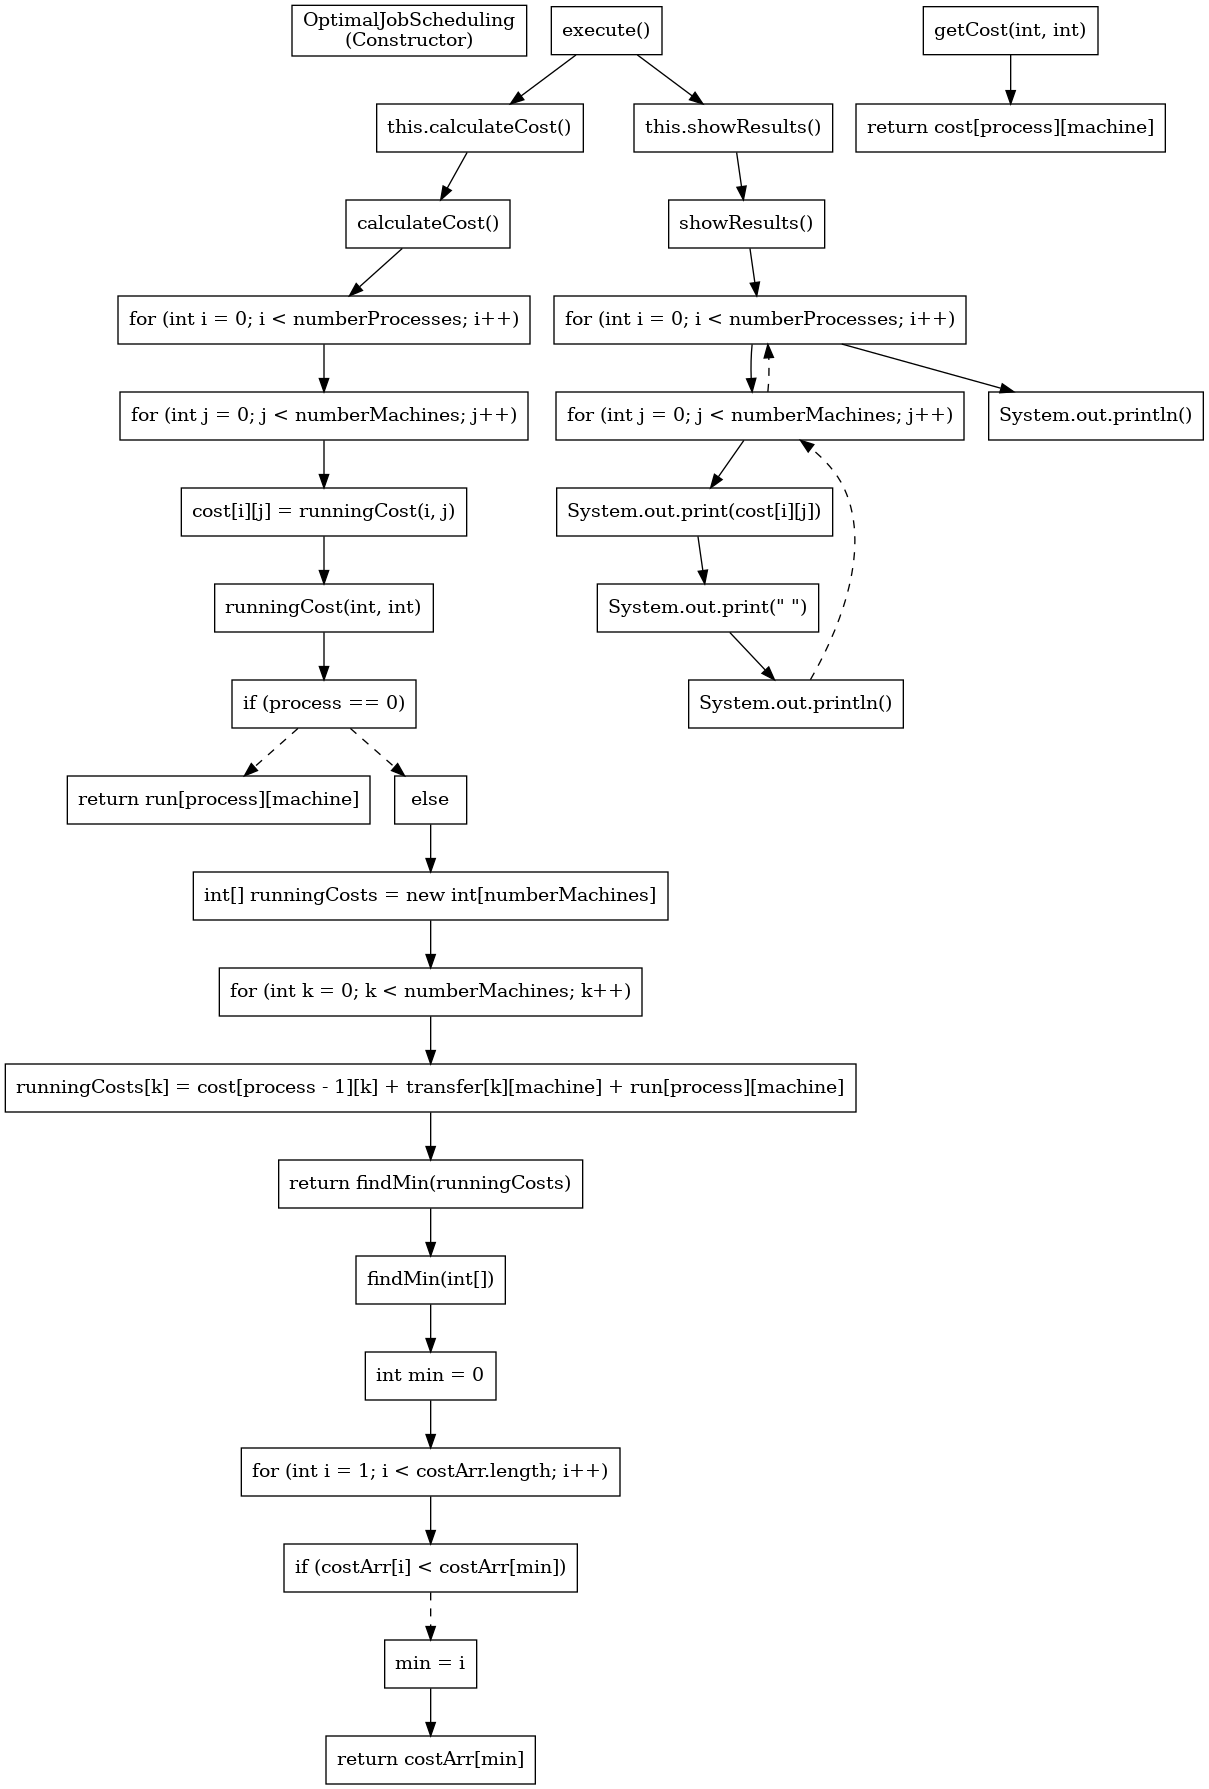 OptimalJobScheduling
(Constructor)
execute()
getCost(int, int)
this.calculateCost()
this.showResults()
return cost[process][machine]
calculateCost()
showResults()
for (int i = 0; i < numberProcesses; i++)
for (int i = 0; i < numberProcesses; i++)
for (int j = 0; j < numberMachines; j++)
for (int j = 0; j < numberMachines; j++)
System.out.println()
cost[i][j] = runningCost(i, j)
System.out.print(cost[i][j])
runningCost(int, int)
System.out.print(" ")
if (process == 0)
System.out.println()
return run[process][machine]
else
int[] runningCosts = new int[numberMachines]
for (int k = 0; k < numberMachines; k++)
runningCosts[k] = cost[process - 1][k] + transfer[k][machine] + run[process][machine]
return findMin(runningCosts)
findMin(int[])
int min = 0
for (int i = 1; i < costArr.length; i++)
if (costArr[i] < costArr[min])
min = i
return costArr[min]